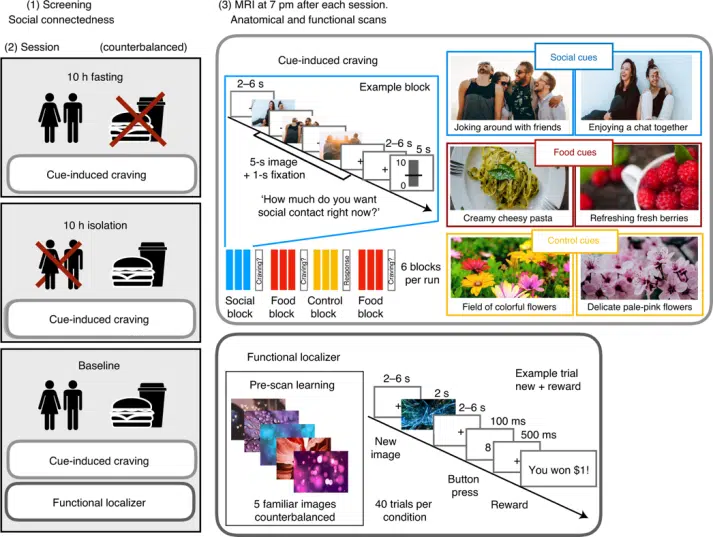 (1) Screening
Social connectedness
(2) Session (counterbalanced)
10 h fasting
Cue-induced craving
10 h isolation
Cue-induced craving
Baseline
Cue-induced craving
Functional localizer
(3) MRI at 7 pm after each session.
Anatomical and functional scans
Cue-induced craving
2–6 s
Example block
2–6 s
5 s
10
0
5-s image
+ 1-s fixation
‘How much do you want
social contact right now?’
Craving?
Craving?
Response
Craving?
6 blocks
per run
Social
block
Food
block
Control
block
Food
block
Social cues
Joking around with friends
Enjoying a chat together
Food cues
Creamy cheesy pasta
Refreshing fresh berries
Control cues
Field of colorful flowers
Delicate pale-pink flowers
Functional localizer
Pre-scan learning
5 familiar images
counterbalanced
Example trial
new + reward
2–6 s
2 s
2–6 s
100 ms
500 ms
8
You won $1!
New
image
Button
press
Reward
40 trials per
condition